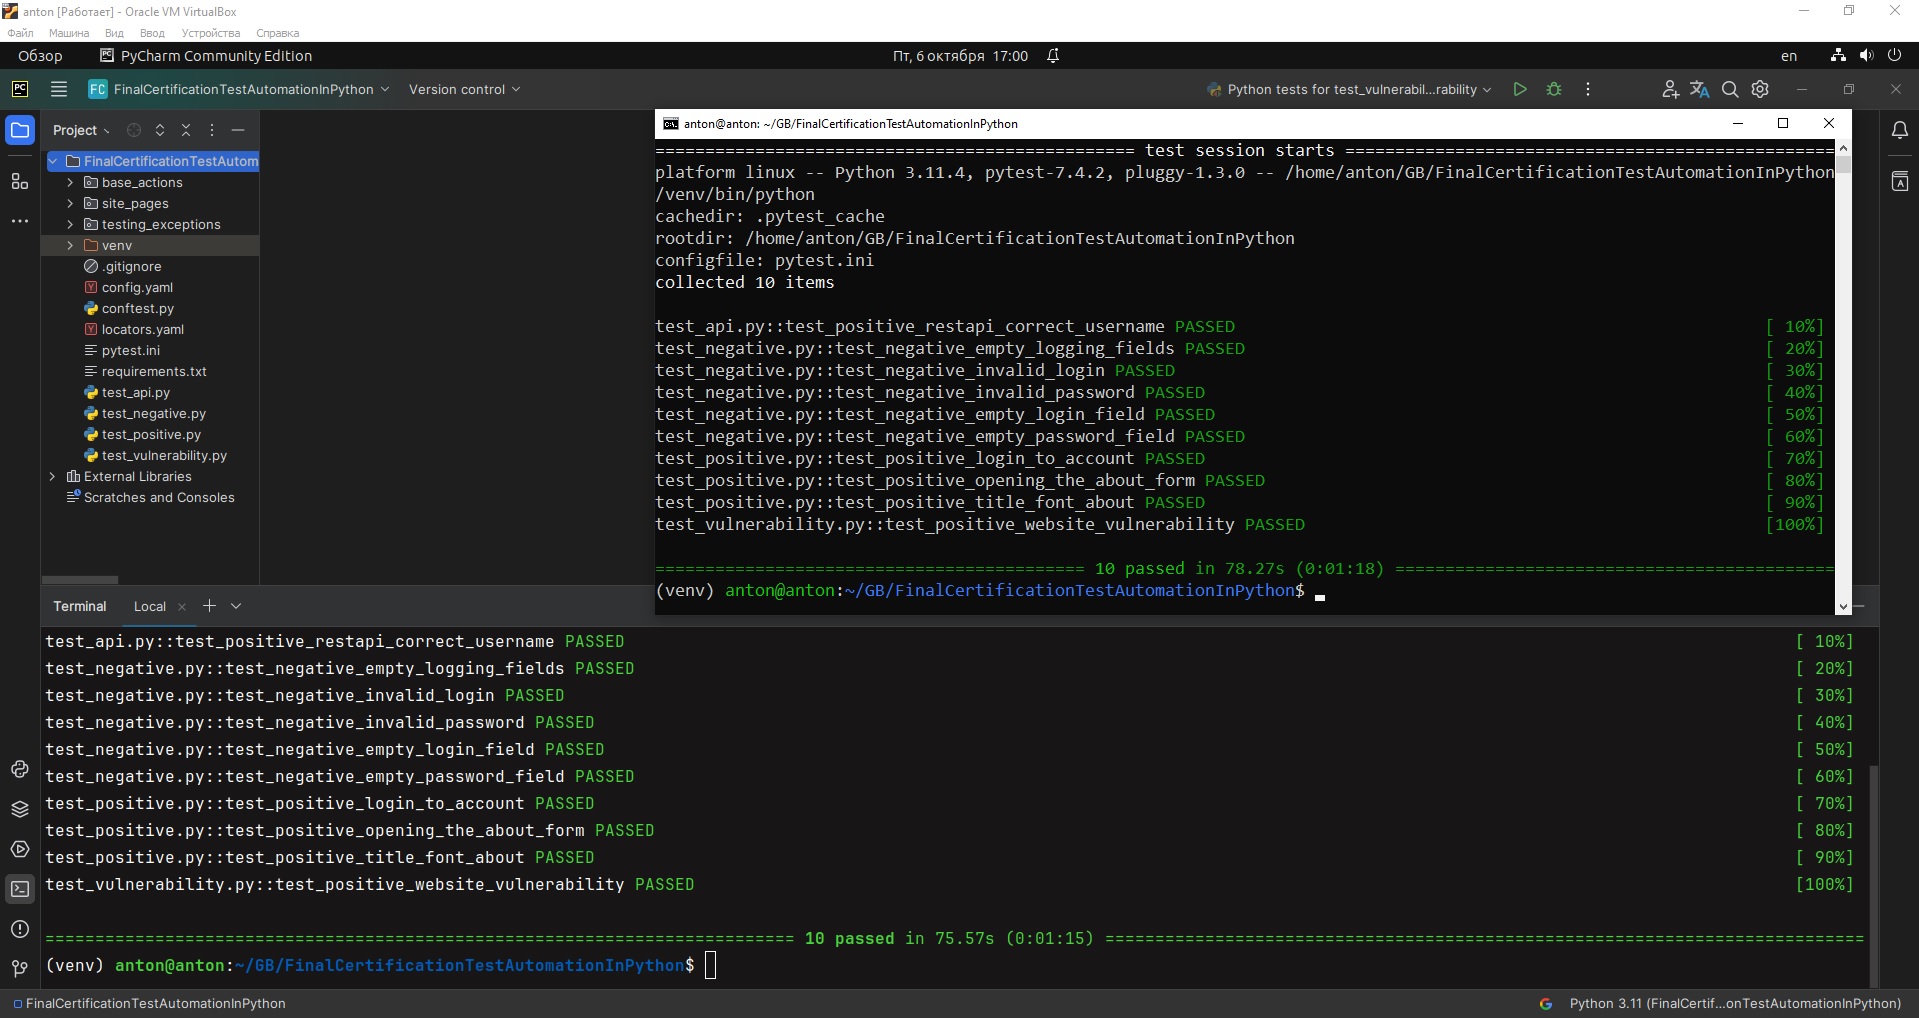 anton [Работает] - Oracle VM VirtualBox
Файл Машина Вид Ввод Устройства Справка
Обзор PyCharm Community Edition Пт, 6 октября 17:00 en
PC FC FinalCertificationTestAutomationInPython Version control Python tests for test_vulnerabil...rability
Project
FinalCertificationTestAutom
base_actions
site_pages
testing_exceptions
venv
.gitignore
config.yaml
conftest.py
locators.yaml
pytest.ini
requirements.txt
test_api.py
test_negative.py
test_positive.py
test_vulnerability.py
External Libraries
Scratches and Consoles
anton@anton: ~/GB/FinalCertificationTestAutomationInPython
================================================ test session starts =================================================
platform linux -- Python 3.11.4, pytest-7.4.2, pluggy-1.3.0 -- /home/anton/GB/FinalCertificationTestAutomationInPython
/venv/bin/python
cachedir: .pytest_cache
rootdir: /home/anton/GB/FinalCertificationTestAutomationInPython
configfile: pytest.ini
collected 10 items
test_api.py::test_positive_restapi_correct_username PASSED [ 10%]
test_negative.py::test_negative_empty_logging_fields PASSED [ 20%]
test_negative.py::test_negative_invalid_login PASSED [ 30%]
test_negative.py::test_negative_invalid_password PASSED [ 40%]
test_negative.py::test_negative_empty_login_field PASSED [ 50%]
test_negative.py::test_negative_empty_password_field PASSED [ 60%]
test_positive.py::test_positive_login_to_account PASSED [ 70%]
test_positive.py::test_positive_opening_the_about_form PASSED [ 80%]
test_positive.py::test_positive_title_font_about PASSED [ 90%]
test_vulnerability.py::test_positive_website_vulnerability PASSED [100%]
=========================================== 10 passed in 78.27s (0:01:18) ============================================
(venv) anton@anton:~/GB/FinalCertificationTestAutomationInPython$
Terminal Local
test_api.py::test_positive_restapi_correct_username PASSED [ 10%]
test_negative.py::test_negative_empty_logging_fields PASSED [ 20%]
test_negative.py::test_negative_invalid_login PASSED [ 30%]
test_negative.py::test_negative_invalid_password PASSED [ 40%]
test_negative.py::test_negative_empty_login_field PASSED [ 50%]
test_negative.py::test_negative_empty_password_field PASSED [ 60%]
test_positive.py::test_positive_login_to_account PASSED [ 70%]
test_positive.py::test_positive_opening_the_about_form PASSED [ 80%]
test_positive.py::test_positive_title_font_about PASSED [ 90%]
test_vulnerability.py::test_positive_website_vulnerability PASSED [100%]
=========================================================================== 10 passed in 75.57s (0:01:15) ============================================================================
(venv) anton@anton:~/GB/FinalCertificationTestAutomationInPython$
FinalCertificationTestAutomationInPython Python 3.11 (FinalCertif...onTestAutomationInPython)